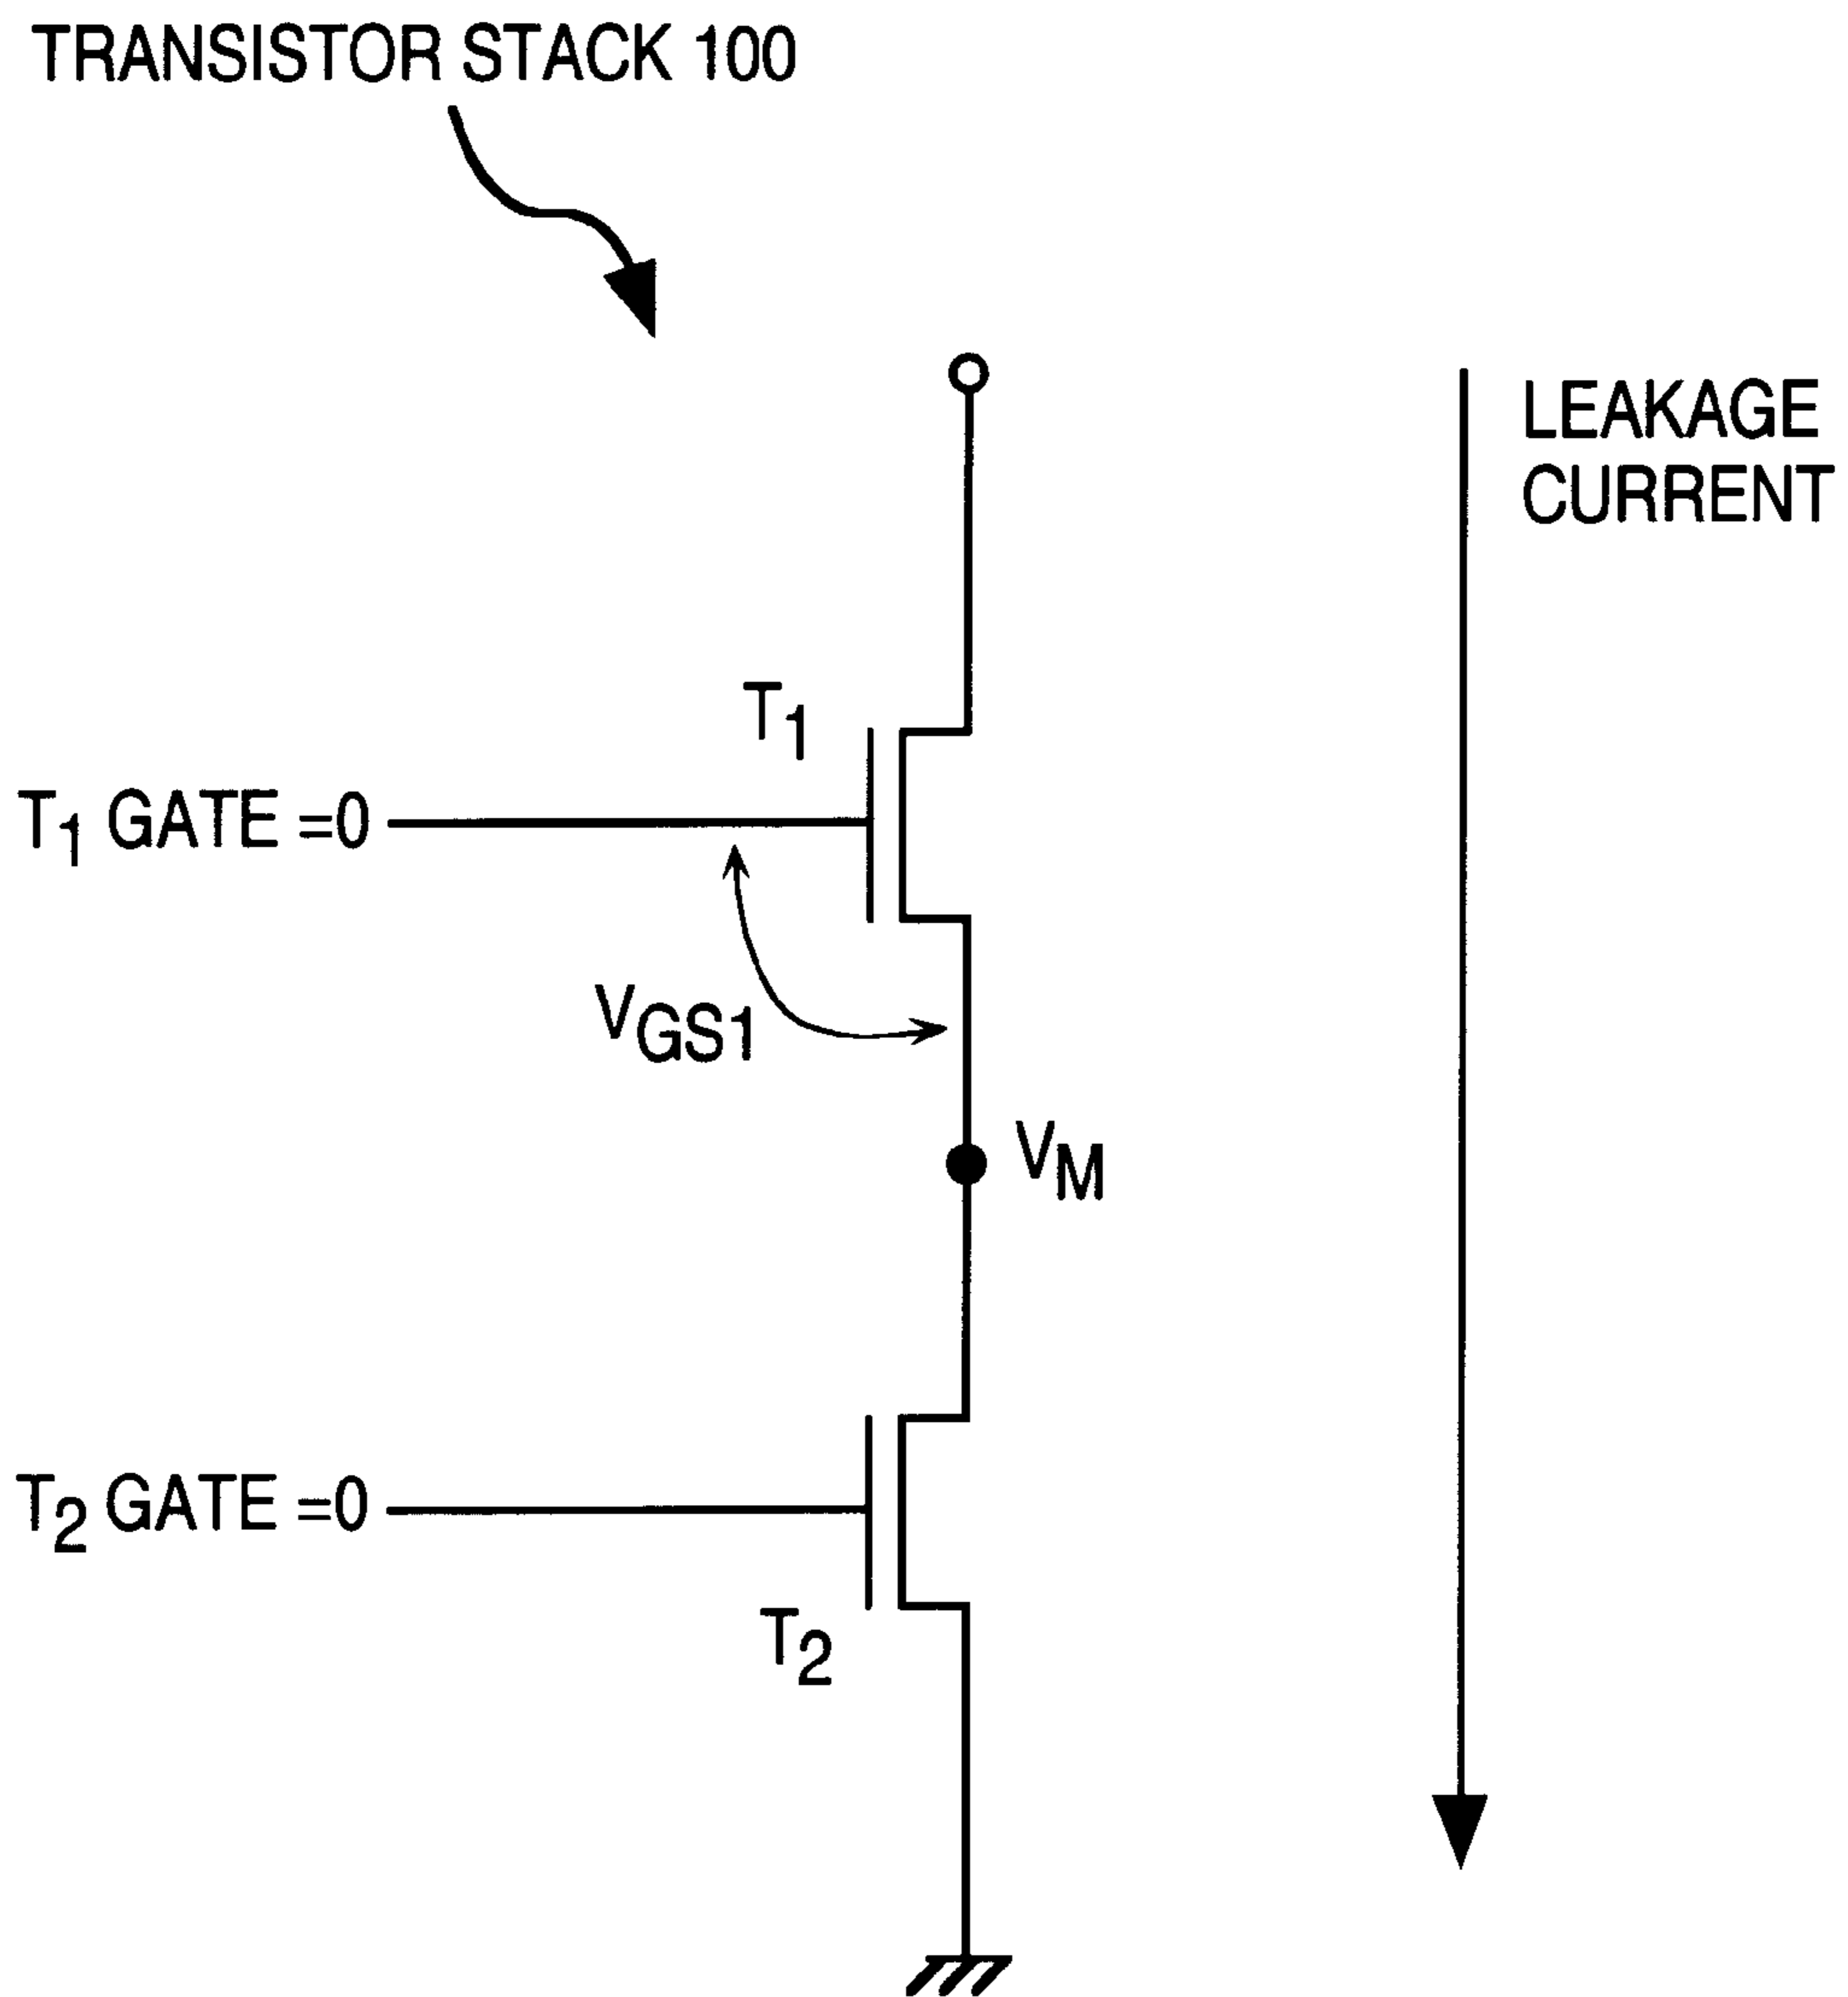 TRANSISTOR STACK 100
LEAKAGE
CURRENT
T1
T1 GATE =0
VGS1
VM
T2 GATE =0
T2